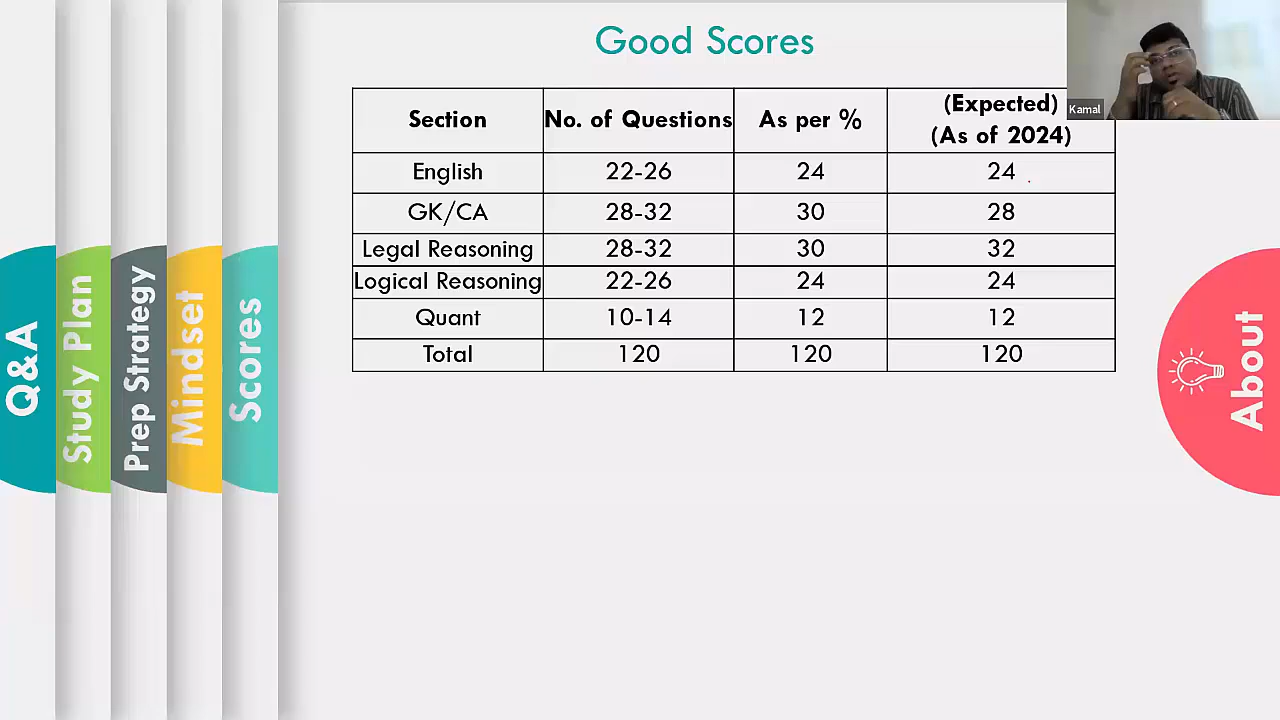 Good Scores
Section No. of Questions As per % (Expected)
(As of 2024)
English 22-26 24 24
GK/CA 28-32 30 28
Legal Reasoning 28-32 30 32
Logical Reasoning 22-26 24 24
Quant 10-14 12 12
Total 120 120 120
Kamal
Q&A
Study Plan
Prep Strategy
Mindset
Scores
About